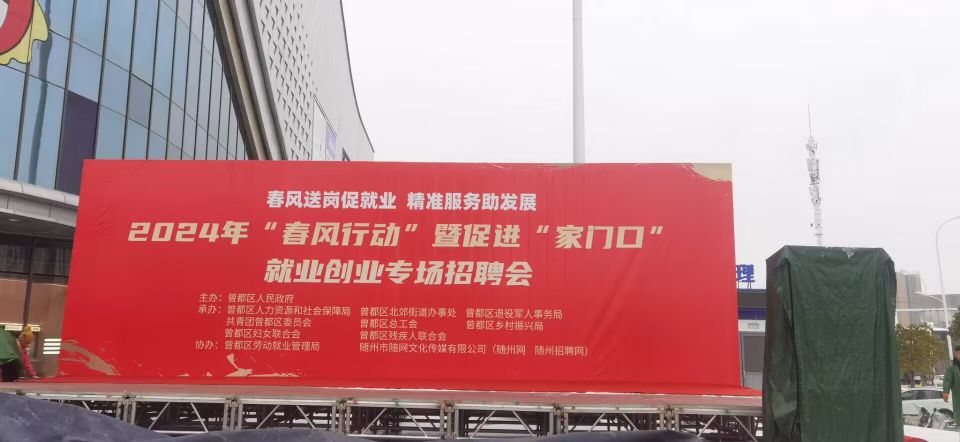 春风送岗促就业 精准服务助发展
2024年“春风行动”暨促进“家门口”
就业创业专场招聘会
主办：曾都区人民政府
承办：曾都区人力资源和社会保障局 曾都区北郊街道办事处 曾都区退役军人事务局
共青团曾都区委员会 曾都区总工会 曾都区乡村振兴局
曾都区妇女联合会 曾都区残疾人联合会
协办：曾都区劳动就业管理局 随州市随网文化传媒有限公司（随州网 随州招聘网）